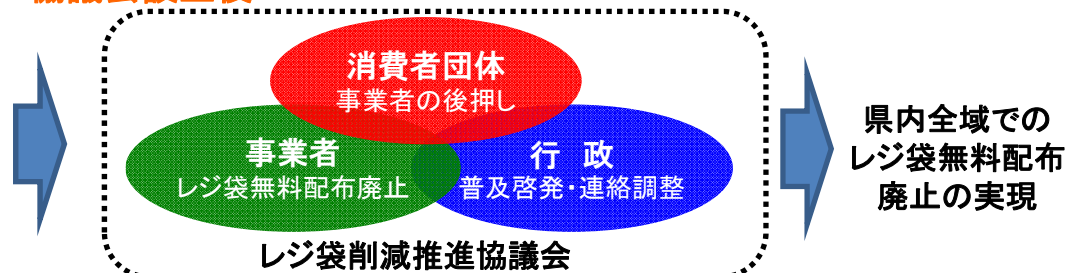 消費者団体
事業者の後押し
事業者
レジ袋無料配布廃止
行 政
普及啓発・連絡調整
レジ袋削減推進協議会
県内全域での
レジ袋無料配布
廃止の実現